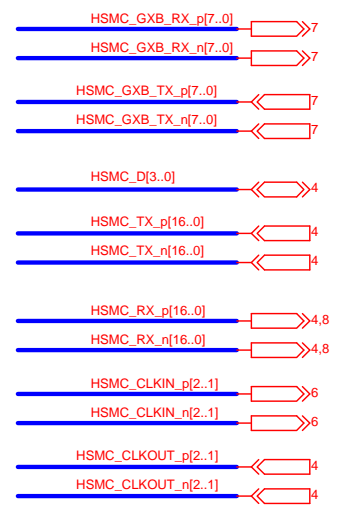 HSMC_GXB_RX_p[7..0] 7
HSMC_GXB_RX_n[7..0] 7
HSMC_GXB_TX_p[7..0] 7
HSMC_GXB_TX_n[7..0] 7
HSMC_D[3..0] 4
HSMC_TX_p[16..0] 4
HSMC_TX_n[16..0] 4
HSMC_RX_p[16..0] 4,8
HSMC_RX_n[16..0] 4,8
HSMC_CLKIN_p[2..1] 6
HSMC_CLKIN_n[2..1] 6
HSMC_CLKOUT_p[2..1] 4
HSMC_CLKOUT_n[2..1] 4